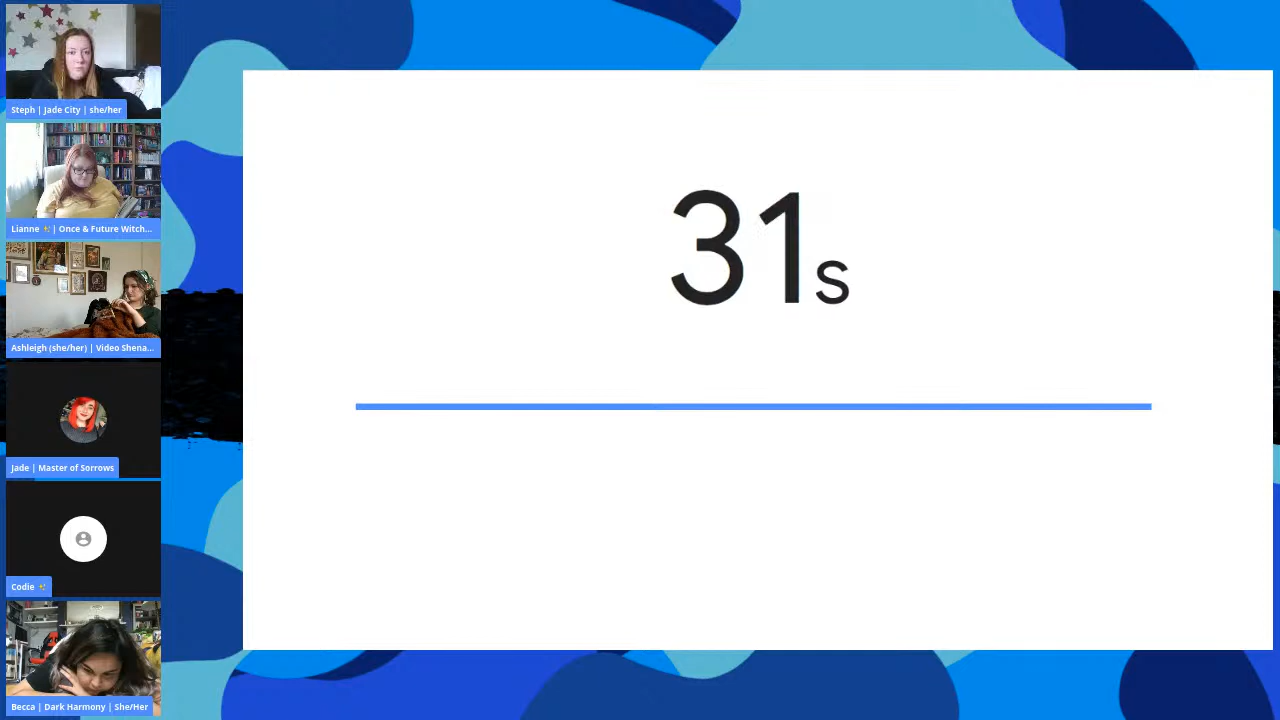 Steph | Jade City | she/her
Lianne ✨ | Once & Future Witch...
Ashleigh (she/her) | Video Shena...
Jade | Master of Sorrows
Codie ✨
Becca | Dark Harmony | She/Her
31s